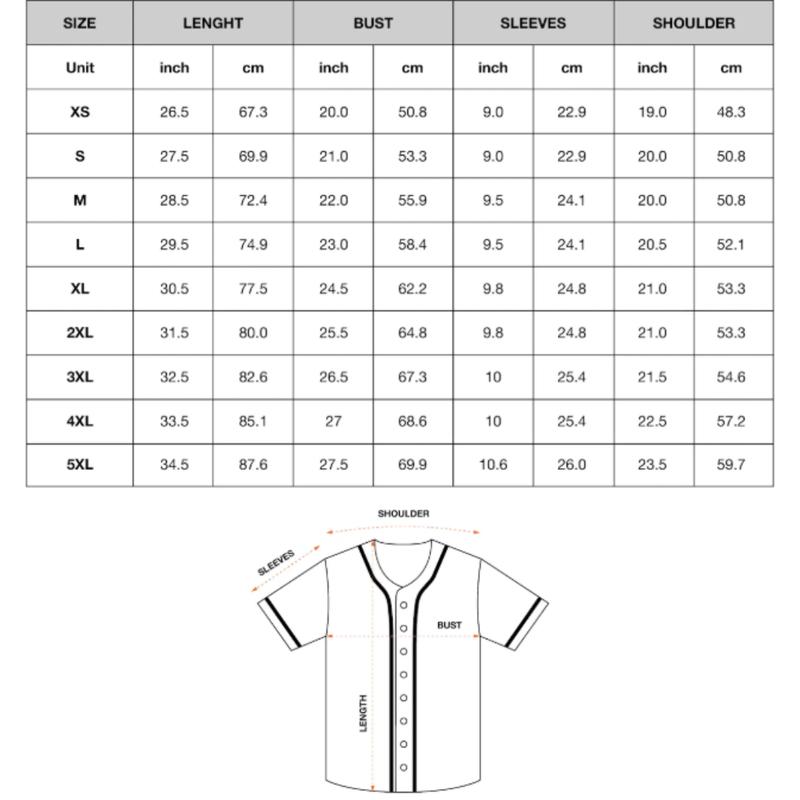 SIZE LENGHT BUST SLEEVES SHOULDER
Unit inch cm inch cm inch cm inch cm
XS 26.5 67.3 20.0 50.8 9.0 22.9 19.0 48.3
S 27.5 69.9 21.0 53.3 9.0 22.9 20.0 50.8
M 28.5 72.4 22.0 55.9 9.5 24.1 20.0 50.8
L 29.5 74.9 23.0 58.4 9.5 24.1 20.5 52.1
XL 30.5 77.5 24.5 62.2 9.8 24.8 21.0 53.3
2XL 31.5 80.0 25.5 64.8 9.8 24.8 21.0 53.3
3XL 32.5 82.6 26.5 67.3 10 25.4 21.5 54.6
4XL 33.5 85.1 27 68.6 10 25.4 22.5 57.2
5XL 34.5 87.6 27.5 69.9 10.6 26.0 23.5 59.7
SHOULDER
SLEEVES
BUST
LENGTH